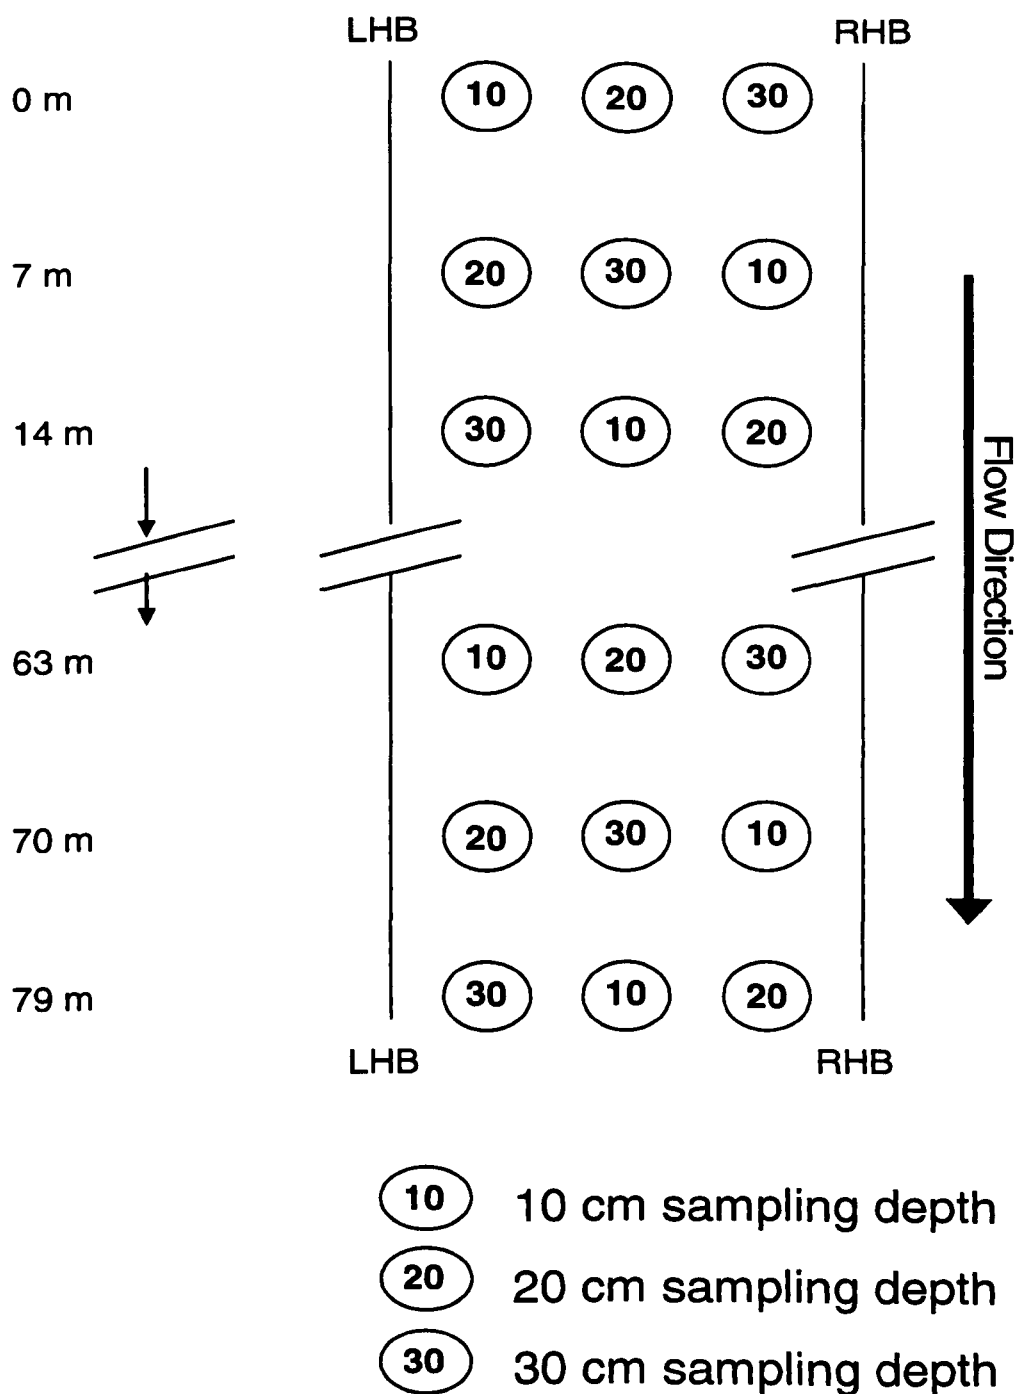 LHB RHB
0 m 10 20 30
7 m 20 30 10
14 m 30 10 20
Flow Direction
63 m 10 20 30
70 m 20 30 10
79 m 30 10 20
LHB RHB
10 10 cm sampling depth
20 20 cm sampling depth
30 30 cm sampling depth